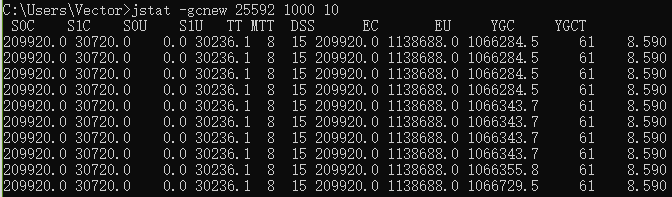 C:\Users\Vector>jstat -gcnew 25592 1000 10
S0C S1C S0U S1U TT MTT DSS EC EU YGC YGCT
209920.0 30720.0 0.0 30236.1 8 15 209920.0 1138688.0 1066284.5 61 8.590
209920.0 30720.0 0.0 30236.1 8 15 209920.0 1138688.0 1066284.5 61 8.590
209920.0 30720.0 0.0 30236.1 8 15 209920.0 1138688.0 1066284.5 61 8.590
209920.0 30720.0 0.0 30236.1 8 15 209920.0 1138688.0 1066284.5 61 8.590
209920.0 30720.0 0.0 30236.1 8 15 209920.0 1138688.0 1066343.7 61 8.590
209920.0 30720.0 0.0 30236.1 8 15 209920.0 1138688.0 1066343.7 61 8.590
209920.0 30720.0 0.0 30236.1 8 15 209920.0 1138688.0 1066343.7 61 8.590
209920.0 30720.0 0.0 30236.1 8 15 209920.0 1138688.0 1066343.7 61 8.590
209920.0 30720.0 0.0 30236.1 8 15 209920.0 1138688.0 1066355.8 61 8.590
209920.0 30720.0 0.0 30236.1 8 15 209920.0 1138688.0 1066729.5 61 8.590